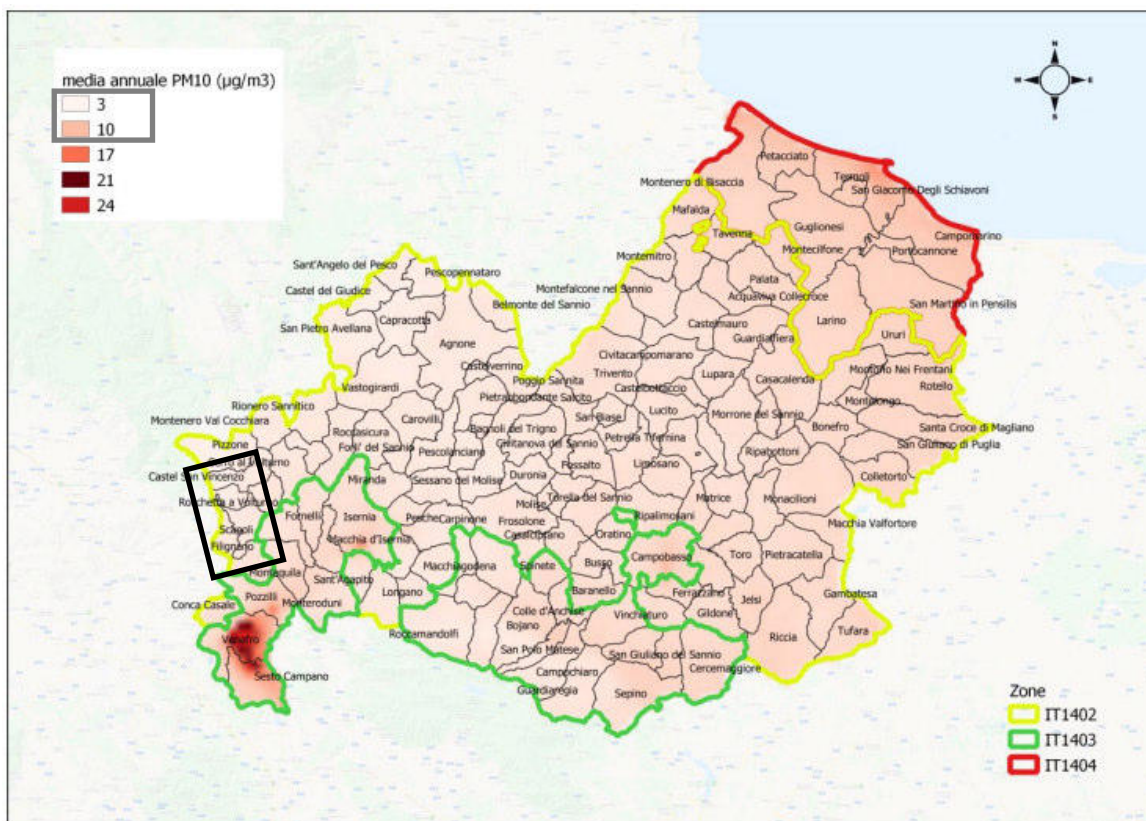 media annuale PM10 (µg/m3)
3
10
17
21
24
N
W
E
S
Petacciato
Termoli
San Giacomo Degli Schiavoni
Montenero di Bisaccia
Mafalda
Guglionesi
Campomarino
Tavenna
Montecilfone
Portocannone
Montemitro
Sant'Angelo del Pesco
Pescopennataro
Palata
Castel del Giudice
Montefalcone nel Sannio
Acquaviva Collecroce
San Martino in Pensilis
Belmonte del Sannio
Capracotta
Larino
San Pietro Avellana
Castelmauro
Ururi
Agnone
Guardialfiera
Civitacampomarano
Castelverrino
Trivento
Lupara
Montorio Nei Frentani
Poggio Sannita
Casacalenda
Rotello
Vastogirardi
Castelbottaccio
Pietrabbondante
Salcito
Montelongo
Rionero Sannitico
Lucito
Carovilli
San Biase
Morrone del Sannio
Montenero Val Cocchiara
Santa Croce di Magliano
Bagnoli del Trigno
Bonefro
Roccasicura
Petrella Tifernina
Civitanova del Sannio
San Giuliano di Puglia
Pizzone
Forli' del Sannio
Pescolanciano
Ripabottoni
Fossalto
Limosano
Castel San Vincenzo
Duronia
Colletorto
Miranda
Sessano del Molise
Rocchetta a Volturno
Torella del Sannio
Matrice
Monacilioni
Molise
Fornelli
Isernia
Pesche
Carpinone
Frosolone
Ripalimosani
Macchia Valfortore
Scapoli
Casalciprano
Oratino
Macchia d'Isernia
Filignano
Campobasso
Toro
Pietracatella
Busso
Macchiagodena
Spinete
Montaquila
Sant'Agapito
Baranello
Ferrazzano
Gambatesa
Longano
Jelsi
Pozzilli
Conca Casale
Monteroduni
Colle d'Anchise
Vinchiaturo
Gildone
Bojano
Roccamandolfi
Tufara
Riccia
Venafro
San Polo Matese
San Giuliano del Sannio
Cercemaggiore
Sesto Campano
Campochiaro
Guardiaregia
Sepino
Zone
IT1402
IT1403
IT1404